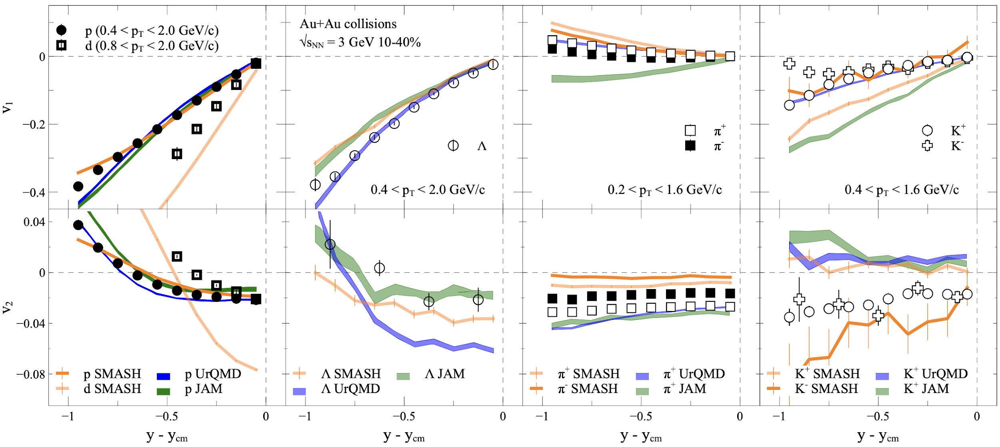 p (0.4 < pT < 2.0 GeV/c)
d (0.8 < pT < 2.0 GeV/c)
Au+Au collisions
√sNN = 3 GeV 10-40%
v1
0
−0.2
−0.4
Λ
0.4 < pT < 2.0 GeV/c
π+
π-
0.2 < pT < 1.6 GeV/c
K+
K-
0.4 < pT < 1.6 GeV/c
v2
0.04
0
−0.04
−0.08
p SMASH
p UrQMD
d SMASH
p JAM
Λ SMASH
Λ JAM
Λ UrQMD
π+ SMASH
π+ UrQMD
π- SMASH
π+ JAM
K+ SMASH
K+ UrQMD
K- SMASH
K+ JAM
−1 −0.5 0
−1 −0.5 0
−1 −0.5 0
−1 −0.5 0
y - ycm
y - ycm
y - ycm
y - ycm